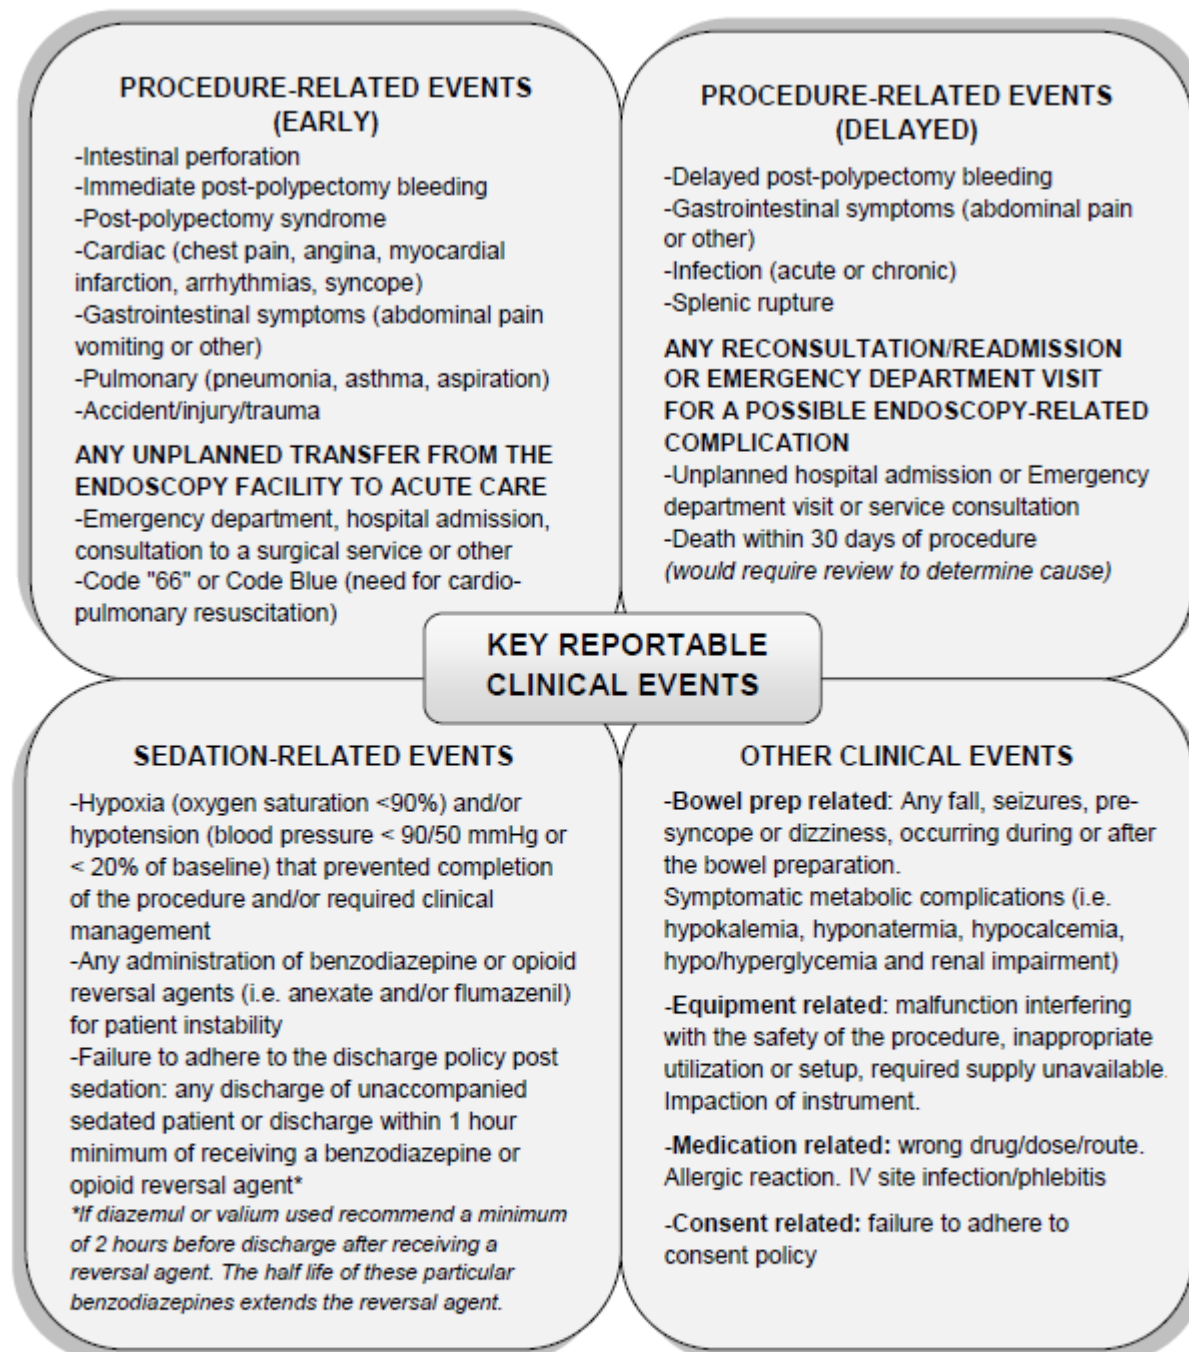 PROCEDURE-RELATED EVENTS
(EARLY)
-Intestinal perforation
-Immediate post-polypectomy bleeding
-Post-polypectomy syndrome
-Cardiac (chest pain, angina, myocardial
infarction, arrhythmias, syncope)
-Gastrointestinal symptoms (abdominal pain
vomiting or other)
-Pulmonary (pneumonia, asthma, aspiration)
-Accident/injury/trauma
ANY UNPLANNED TRANSFER FROM THE
ENDOSCOPY FACILITY TO ACUTE CARE
-Emergency department, hospital admission,
consultation to a surgical service or other
-Code "66" or Code Blue (need for cardio-
pulmonary resuscitation)
PROCEDURE-RELATED EVENTS
(DELAYED)
-Delayed post-polypectomy bleeding
-Gastrointestinal symptoms (abdominal pain
or other)
-Infection (acute or chronic)
-Splenic rupture
ANY RECONSULTATION/READMISSION
OR EMERGENCY DEPARTMENT VISIT
FOR A POSSIBLE ENDOSCOPY-RELATED
COMPLICATION
-Unplanned hospital admission or Emergency
department visit or service consultation
-Death within 30 days of procedure
(would require review to determine cause)
KEY REPORTABLE
CLINICAL EVENTS
SEDATION-RELATED EVENTS
-Hypoxia (oxygen saturation <90%) and/or
hypotension (blood pressure < 90/50 mmHg or
< 20% of baseline) that prevented completion
of the procedure and/or required clinical
management
-Any administration of benzodiazepine or opioid
reversal agents (i.e. anexate and/or flumazenil)
for patient instability
-Failure to adhere to the discharge policy post
sedation: any discharge of unaccompanied
sedated patient or discharge within 1 hour
minimum of receiving a benzodiazepine or
opioid reversal agent*
*If diazemul or valium used recommend a minimum
of 2 hours before discharge after receiving a
reversal agent. The half life of these particular
benzodiazepines extends the reversal agent.
OTHER CLINICAL EVENTS
-Bowel prep related: Any fall, seizures, pre-
syncope or dizziness, occurring during or after
the bowel preparation.
Symptomatic metabolic complications (i.e.
hypokalemia, hyponatermia, hypocalcemia,
hypo/hyperglycemia and renal impairment)
-Equipment related: malfunction interfering
with the safety of the procedure, inappropriate
utilization or setup, required supply unavailable.
Impaction of instrument.
-Medication related: wrong drug/dose/route.
Allergic reaction. IV site infection/phlebitis
-Consent related: failure to adhere to
consent policy